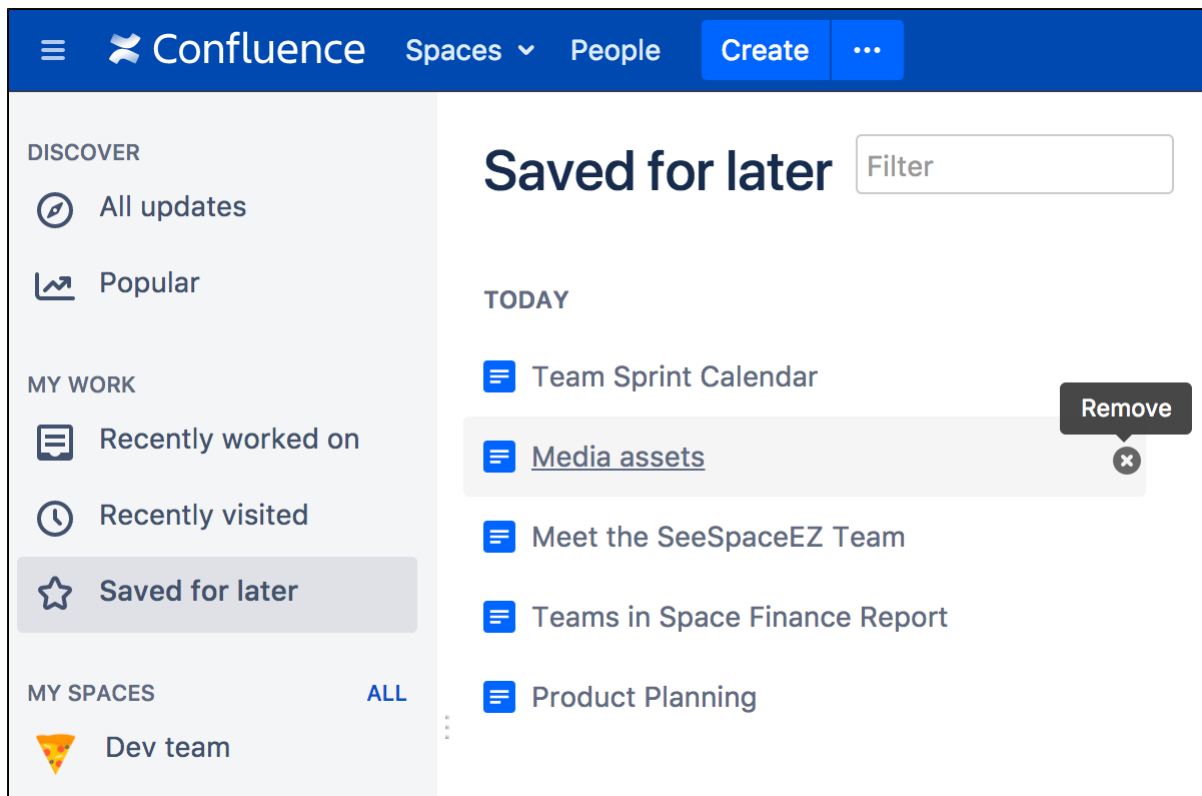 Confluence Spaces People Create ...
DISCOVER
All updates
Popular
MY WORK
Recently worked on
Recently visited
Saved for later
MY SPACES ALL
Dev team
Saved for later Filter
TODAY
Team Sprint Calendar
Remove
Media assets
Meet the SeeSpaceEZ Team
Teams in Space Finance Report
Product Planning